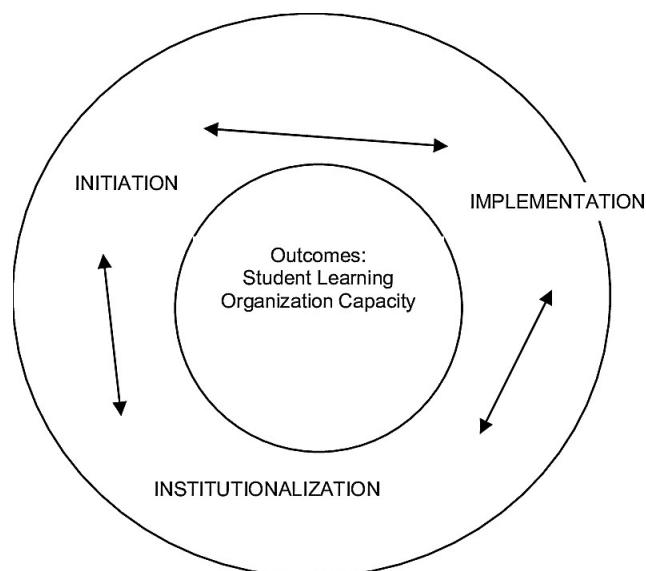 INITIATION
IMPLEMENTATION
Outcomes:
Student Learning
Organization Capacity
INSTITUTIONALIZATION